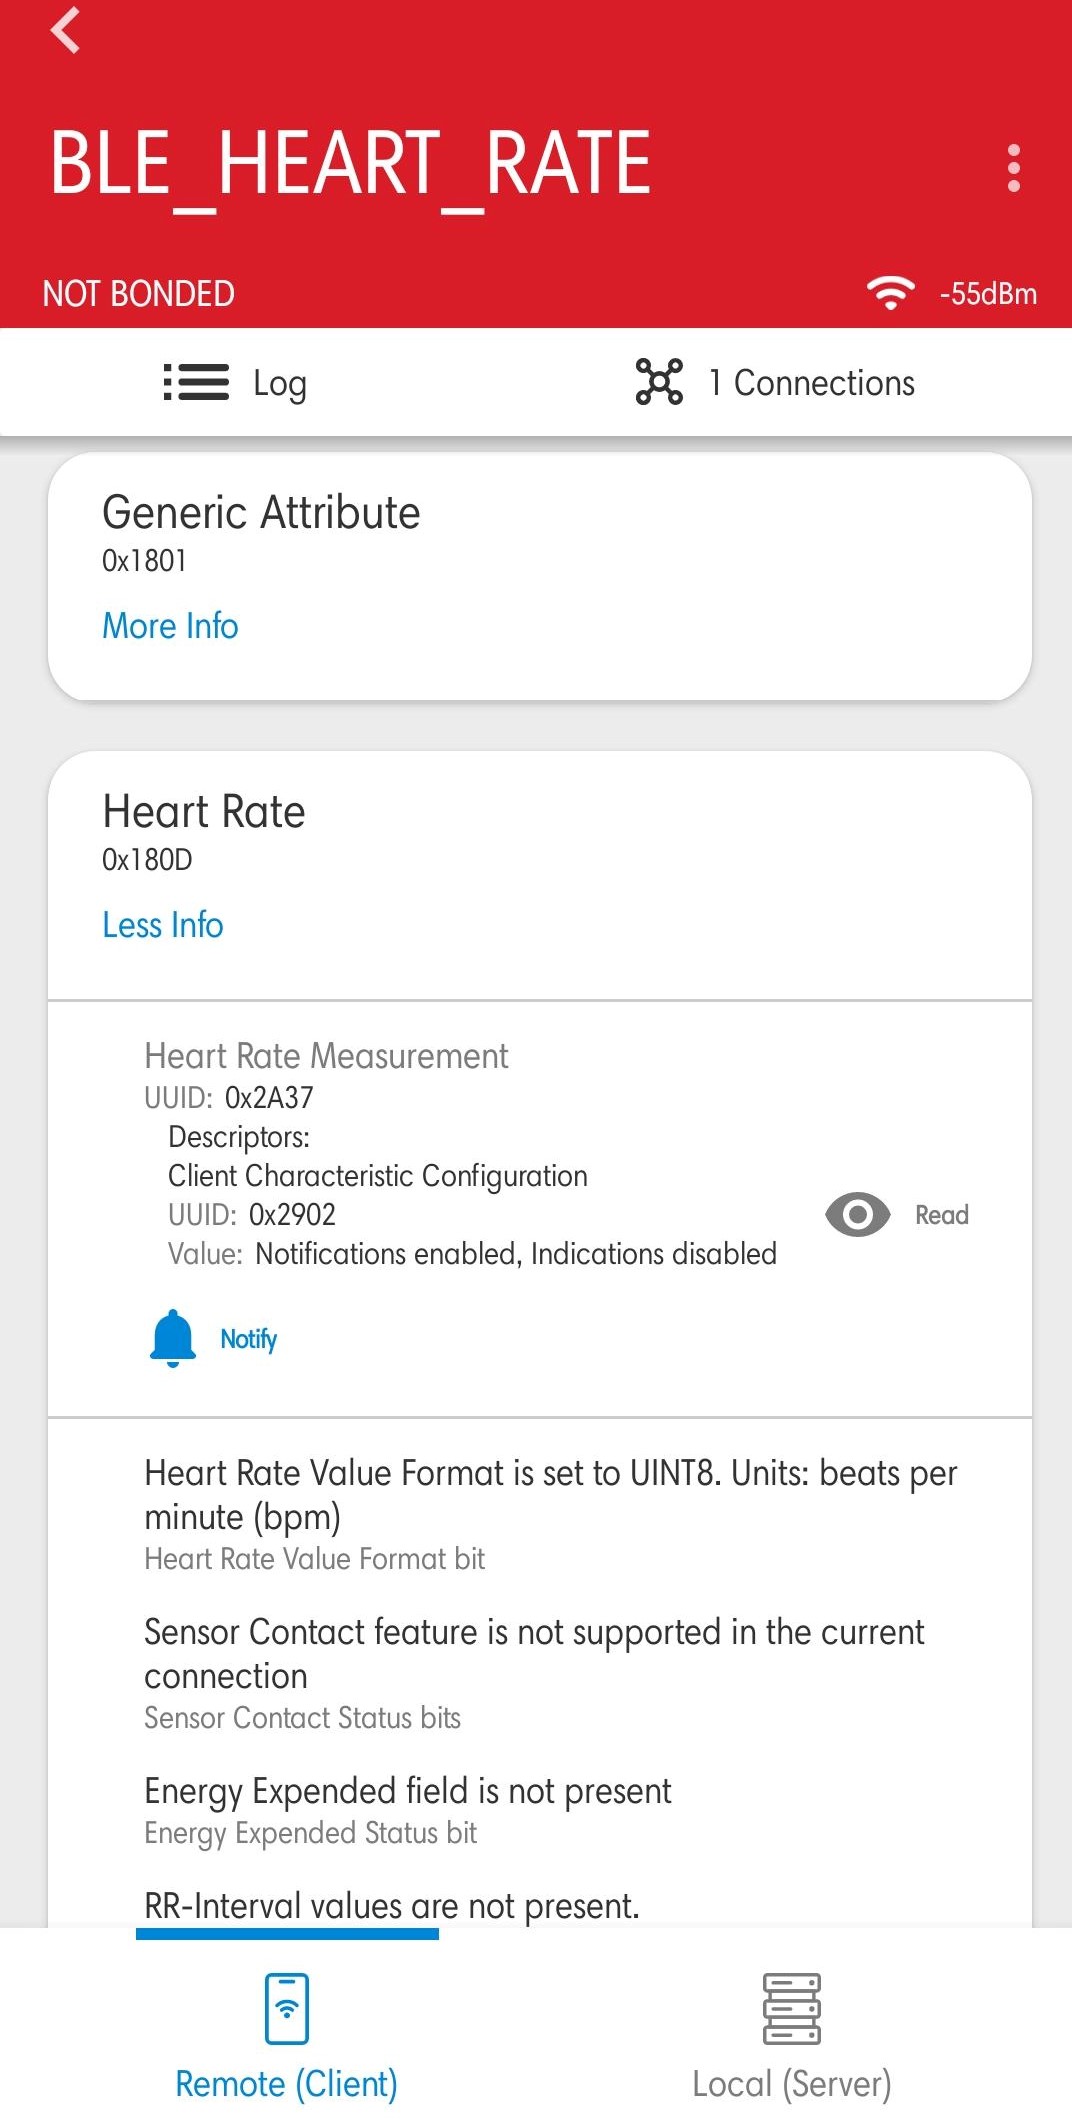 BLE_HEART_RATE
NOT BONDED
-55dBm
Log
1 Connections
Generic Attribute
0x1801
More Info
Heart Rate
0x180D
Less Info
Heart Rate Measurement
UUID: 0x2A37
Descriptors:
Client Characteristic Configuration
UUID: 0x2902
Read
Value: Notifications enabled, Indications disabled
Notify
Heart Rate Value Format is set to UINT8. Units: beats per
minute (bpm)
Heart Rate Value Format bit
Sensor Contact feature is not supported in the current
connection
Sensor Contact Status bits
Energy Expended field is not present
Energy Expended Status bit
RR-Interval values are not present.
Remote (Client)
Local (Server)